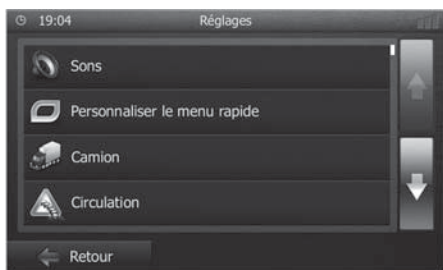 19:04 Réglages
Sons
Personnaliser le menu rapide
Camion
Circulation
Retour